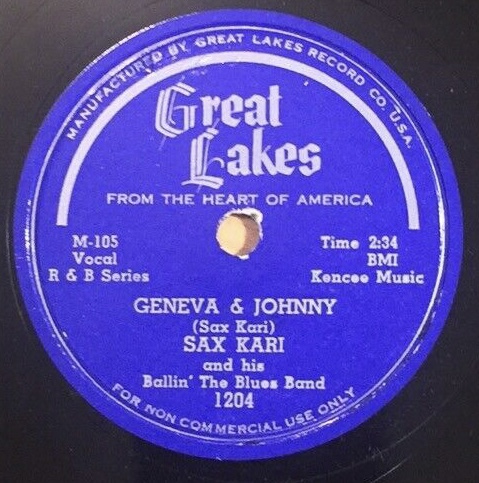 MANUFACTURED BY GREAT LAKES RECORD CO. U.S.A.
Great
Lakes
FROM THE HEART OF AMERICA
M-105
Vocal
R & B Series
Time 2:34
BMI
Kencee Music
GENEVA & JOHNNY
(Sax Kari)
SAX KARI
and his
Ballin' The Blues Band
1204
FOR NON COMMERCIAL USE ONLY